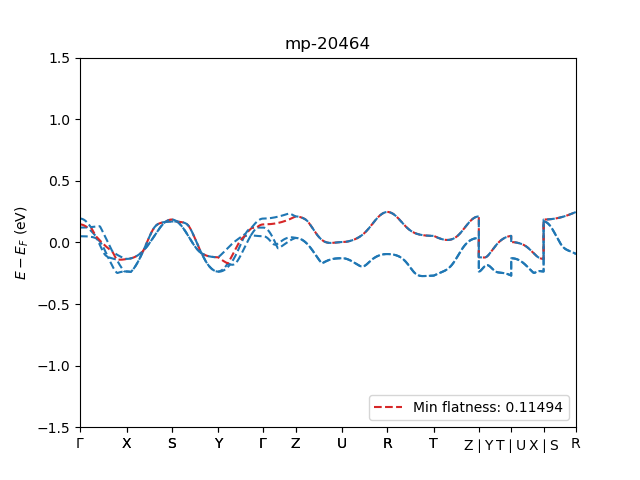 mp-20464
E − E_F (eV)
1.5
1.0
0.5
0.0
−0.5
−1.0
−1.5
Min flatness: 0.11494
Γ X S Y Γ Z U R T Z | Y T | U X | S R